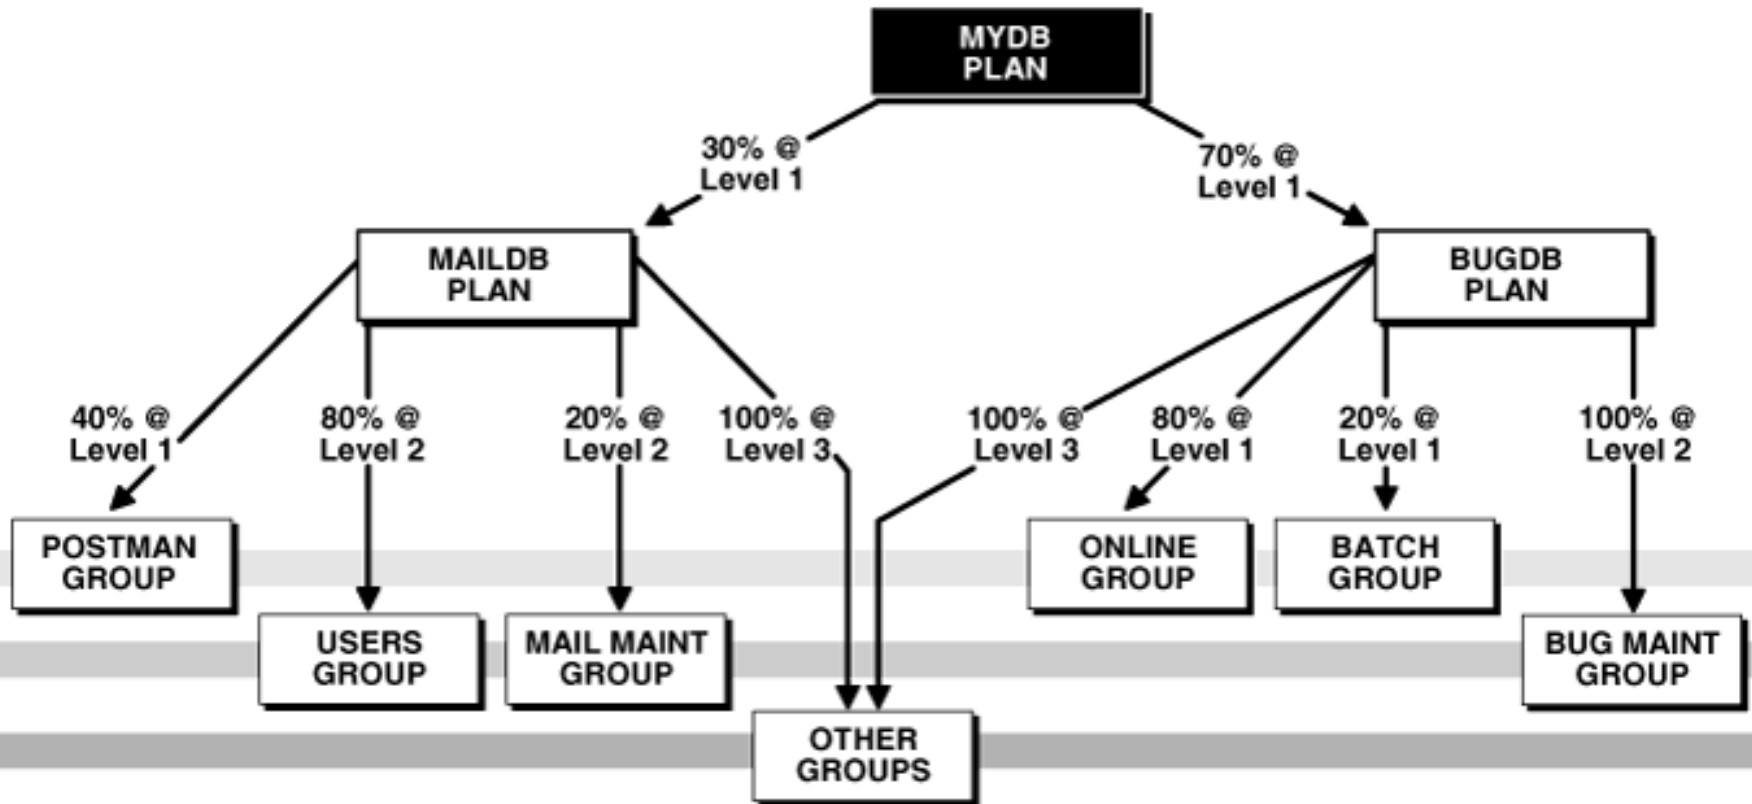 MYDB
PLAN
30% @
Level 1
70% @
Level 1
MAILDB
PLAN
BUGDB
PLAN
40% @
Level 1
80% @
Level 2
20% @
Level 2
100% @
Level 3
100% @
Level 3
80% @
Level 1
20% @
Level 1
100% @
Level 2
POSTMAN
GROUP
ONLINE
GROUP
BATCH
GROUP
USERS
GROUP
MAIL MAINT
GROUP
BUG MAINT
GROUP
OTHER
GROUPS